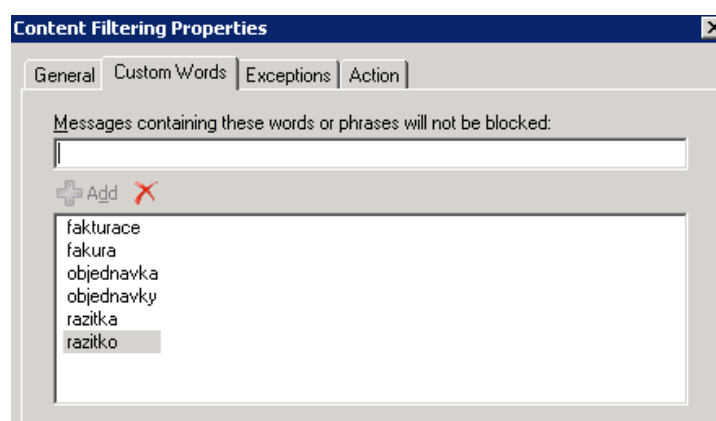 Content Filtering Properties
General Custom Words Exceptions Action
Messages containing these words or phrases will not be blocked:
Add
fakturace
fakura
objednavka
objednavky
razitka
razitko